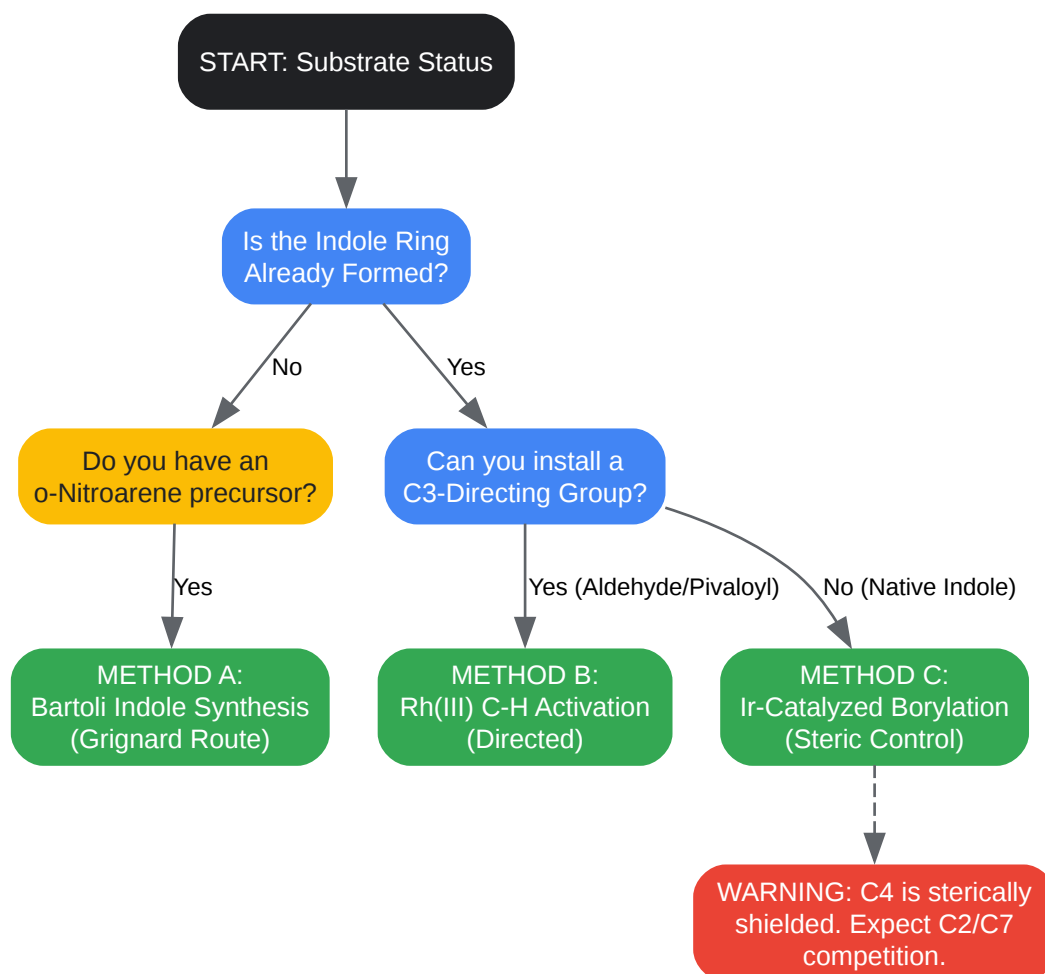 START: Substrate Status
Is the Indole Ring
Already Formed?
No
Yes
Do you have an
o-Nitroarene precursor?
Can you install a
C3-Directing Group?
Yes
Yes (Aldehyde/Pivaloyl)
No (Native Indole)
METHOD A:
Bartoli Indole Synthesis
(Grignard Route)
METHOD B:
Rh(III) C-H Activation
(Directed)
METHOD C:
Ir-Catalyzed Borylation
(Steric Control)
WARNING: C4 is sterically
shielded. Expect C2/C7
competition.